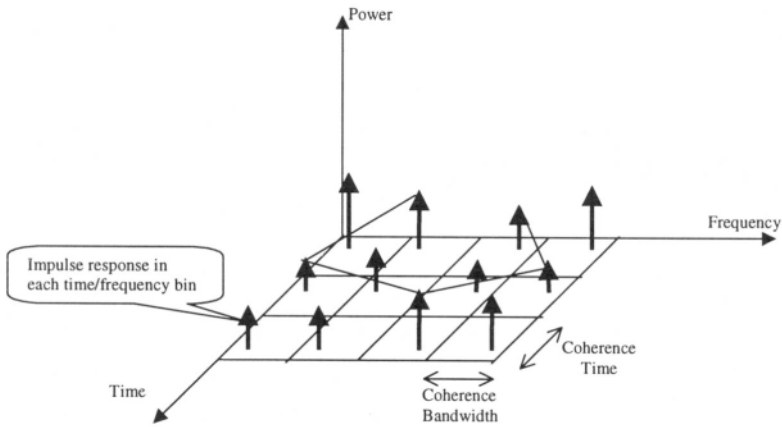 Power
Frequency
Impulse response in
each time/frequency bin
Coherence
Time
Time
Coherence
Bandwidth